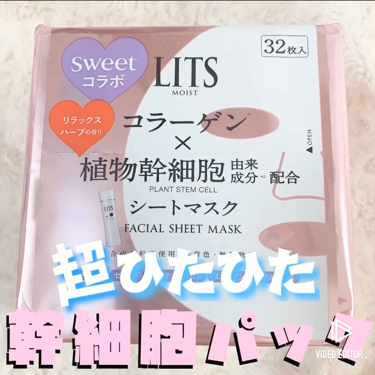 sweet
コラボ
LITS
MOIST
32枚入
リラックス
ハーブの香り
コラーゲン
×
植物幹細胞 由来成分 配合
PLANT STEM CELL
シートマスク
FACIAL SHEET MASK
OPEN
LITS
超ひたひた
幹細胞パック
VIDEO EDITOR